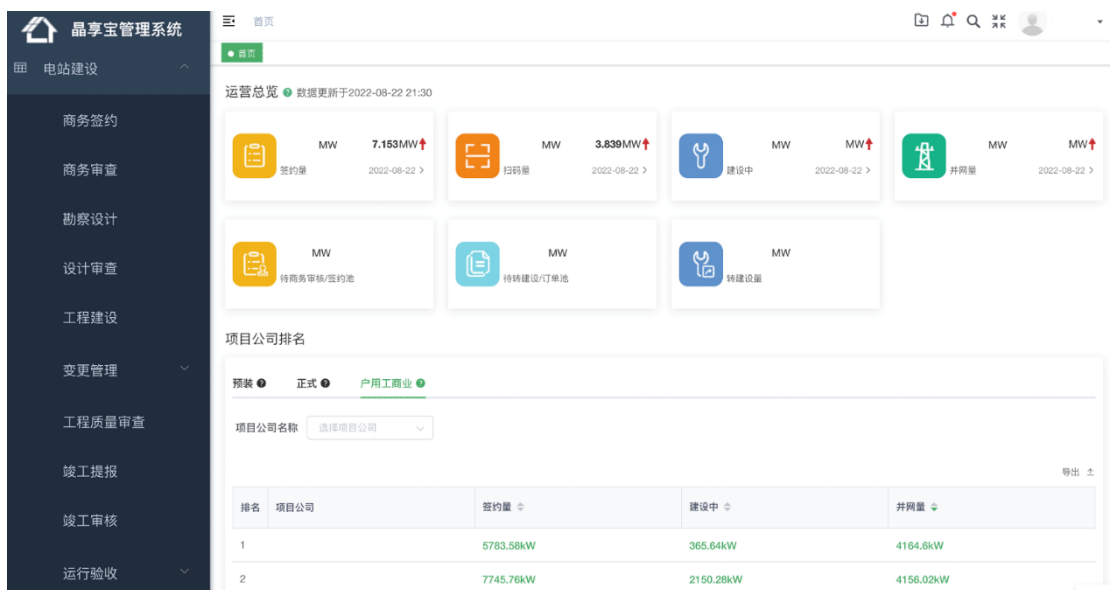 晶享宝管理系统
首页
电站建设
首页
商务签约
商务审查
勘察设计
设计审查
工程建设
变更管理
工程质量审查
竣工提报
竣工审核
运行验收
运营总览 数据更新于2022-08-22 21:30
MW 7.153MW
签约量 2022-08-22
MW 3.839MW
扫码量 2022-08-22
MW MW
建设中 2022-08-22
MW MW
并网量 2022-08-22
MW
待商务审核/签约池
MW
待转建设/订单池
MW
转建设量
项目公司排名
预装 正式 户用工商业
项目公司名称 选择项目公司
导出
排名 项目公司 签约量 建设中 并网量
1 5783.58kW 365.64kW 4164.6kW
2 7745.76kW 2150.28kW 4156.02kW